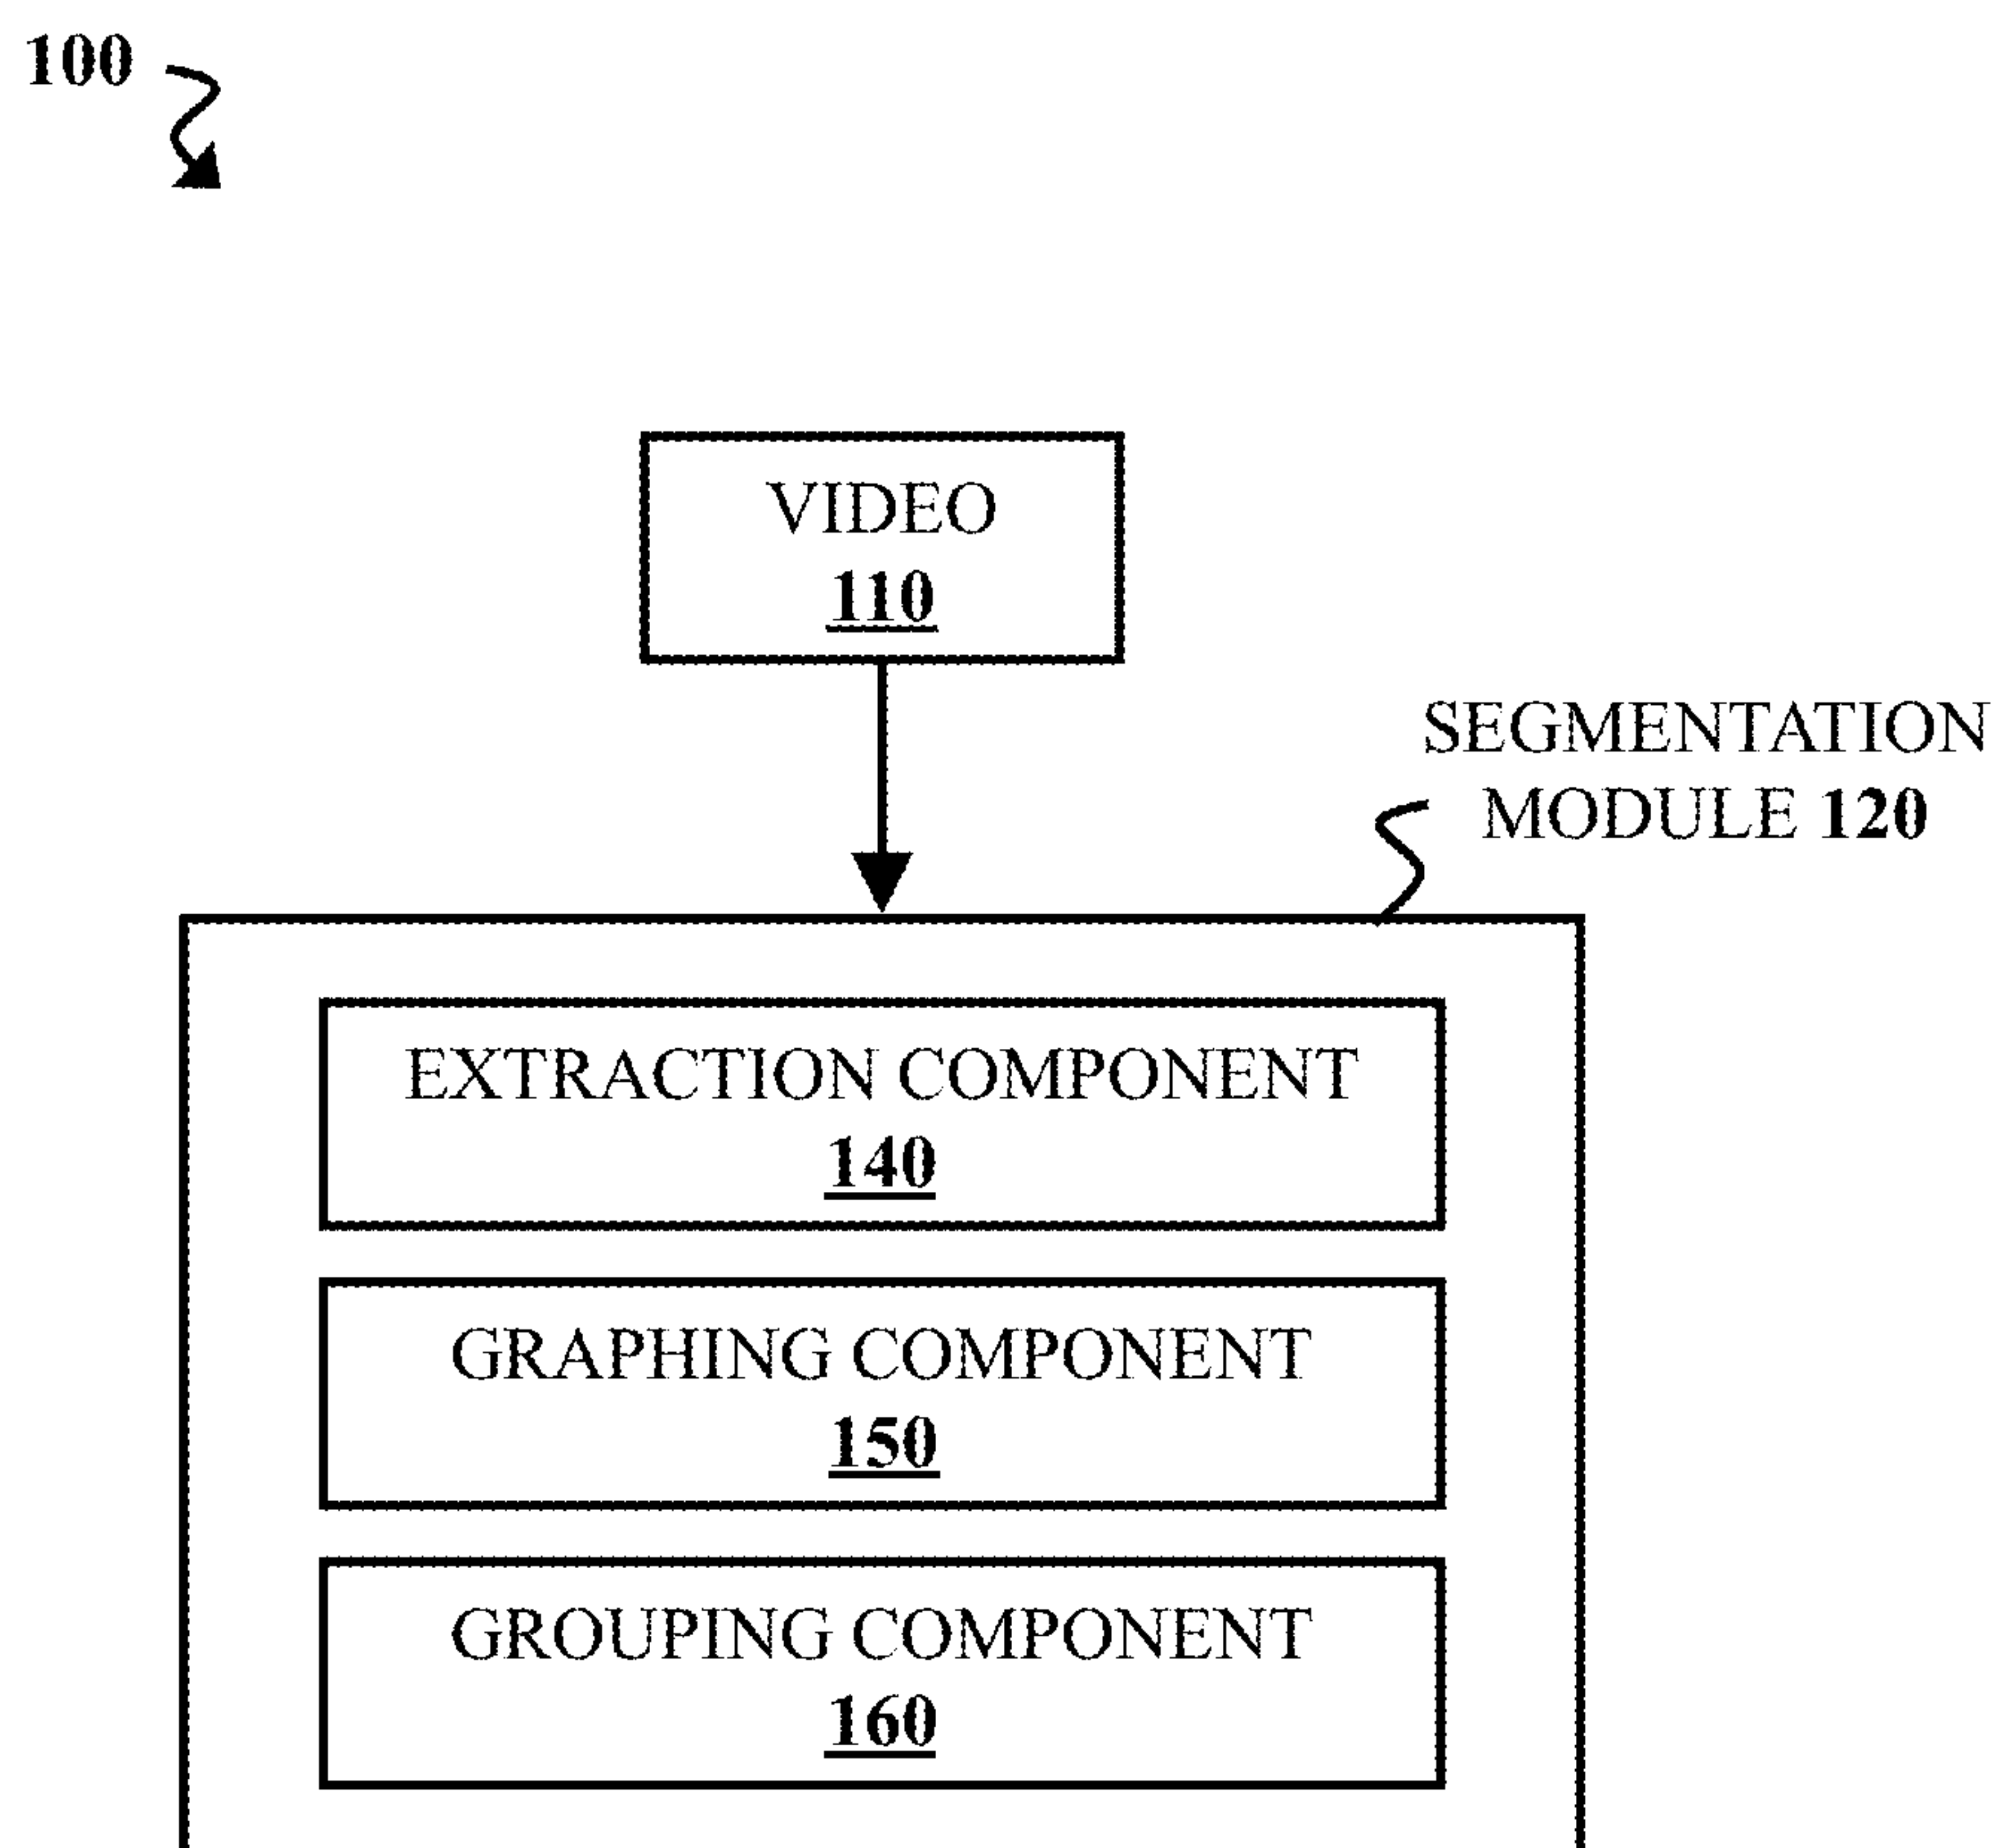 100
VIDEO
110
SEGMENTATION
MODULE 120
EXTRACTION COMPONENT
140
GRAPHING COMPONENT
150
GROUPING COMPONENT
160